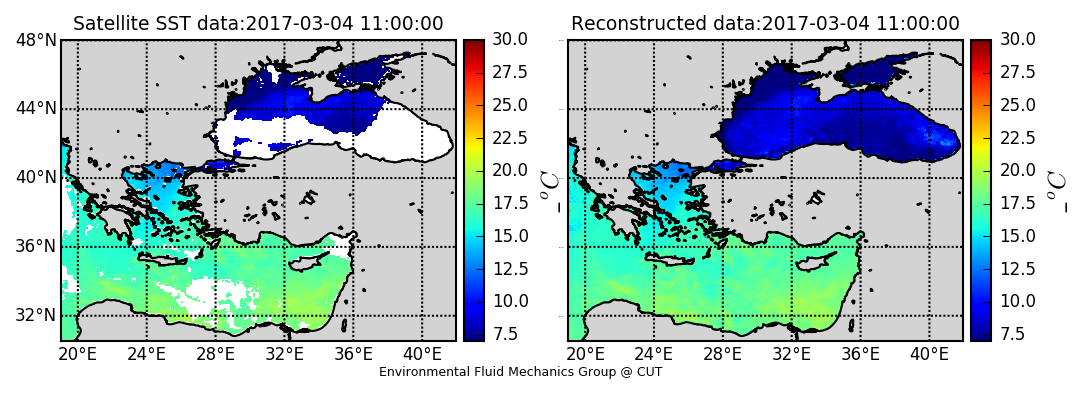 Satellite SST data:2017-03-04 11:00:00
48°N
44°N
40°N
36°N
32°N
20°E 24°E 28°E 32°E 36°E 40°E
30.0
27.5
25.0
22.5
20.0
17.5
15.0
12.5
10.0
7.5
_ °C
Reconstructed data:2017-03-04 11:00:00
20°E 24°E 28°E 32°E 36°E 40°E
30.0
27.5
25.0
22.5
20.0
17.5
15.0
12.5
10.0
7.5
_ °C
Environmental Fluid Mechanics Group @ CUT